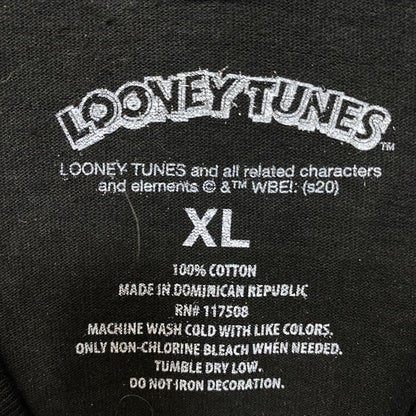 LOONEY TUNES™
LOONEY TUNES and all related characters
and elements © &™ WBEI. (s20)
XL
100% COTTON
MADE IN DOMINICAN REPUBLIC
RN# 117508
MACHINE WASH COLD WITH LIKE COLORS.
ONLY NON-CHLORINE BLEACH WHEN NEEDED.
TUMBLE DRY LOW.
DO NOT IRON DECORATION.